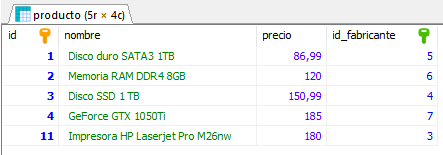 producto (5r × 4c)
id nombre precio id_fabricante
1 Disco duro SATA3 1TB 86,99 5
2 Memoria RAM DDR4 8GB 120 6
3 Disco SSD 1 TB 150,99 4
4 GeForce GTX 1050Ti 185 7
11 Impresora HP Laserjet Pro M26nw 180 3